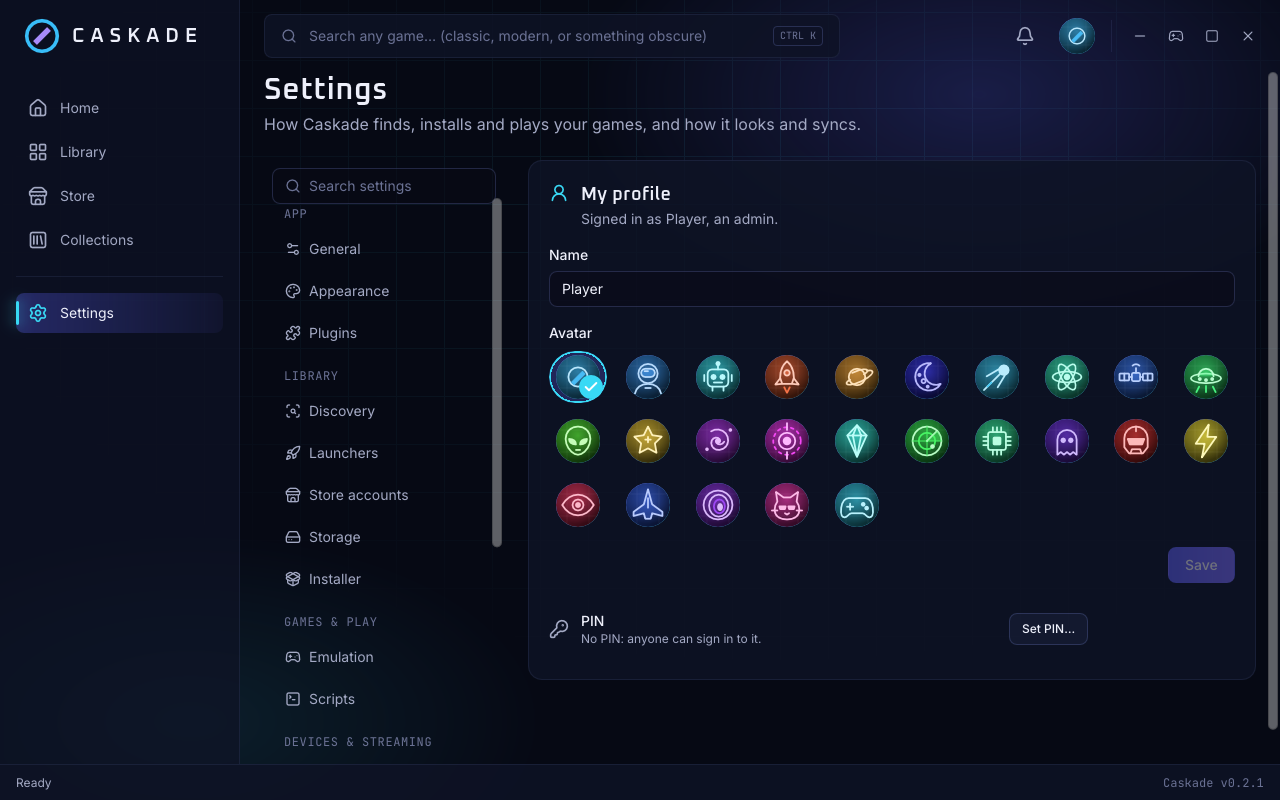 CASKADE
Search any game... (classic, modern, or something obscure)
CTRL K
Home
Library
Store
Collections
Settings
Settings
How Caskade finds, installs and plays your games, and how it looks and syncs.
Search settings
APP
General
Appearance
Plugins
LIBRARY
Discovery
Launchers
Store accounts
Storage
Installer
GAMES & PLAY
Emulation
Scripts
DEVICES & STREAMING
My profile
Signed in as Player, an admin.
Name
Player
Avatar
Save
PIN
No PIN: anyone can sign in to it.
Set PIN...
Ready
Caskade v0.2.1